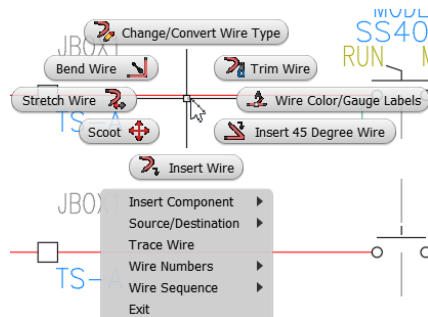 MODE
SS40
JBOX1
RUN M
Change/Convert Wire Type
Bend Wire
Trim Wire
Stretch Wire
Wire Color/Gauge Labels
TS-A
Scoot
Insert 45 Degree Wire
Insert Wire
JBOX1
Insert Component
Source/Destination
Trace Wire
Wire Numbers
TS-A
Wire Sequence
Exit